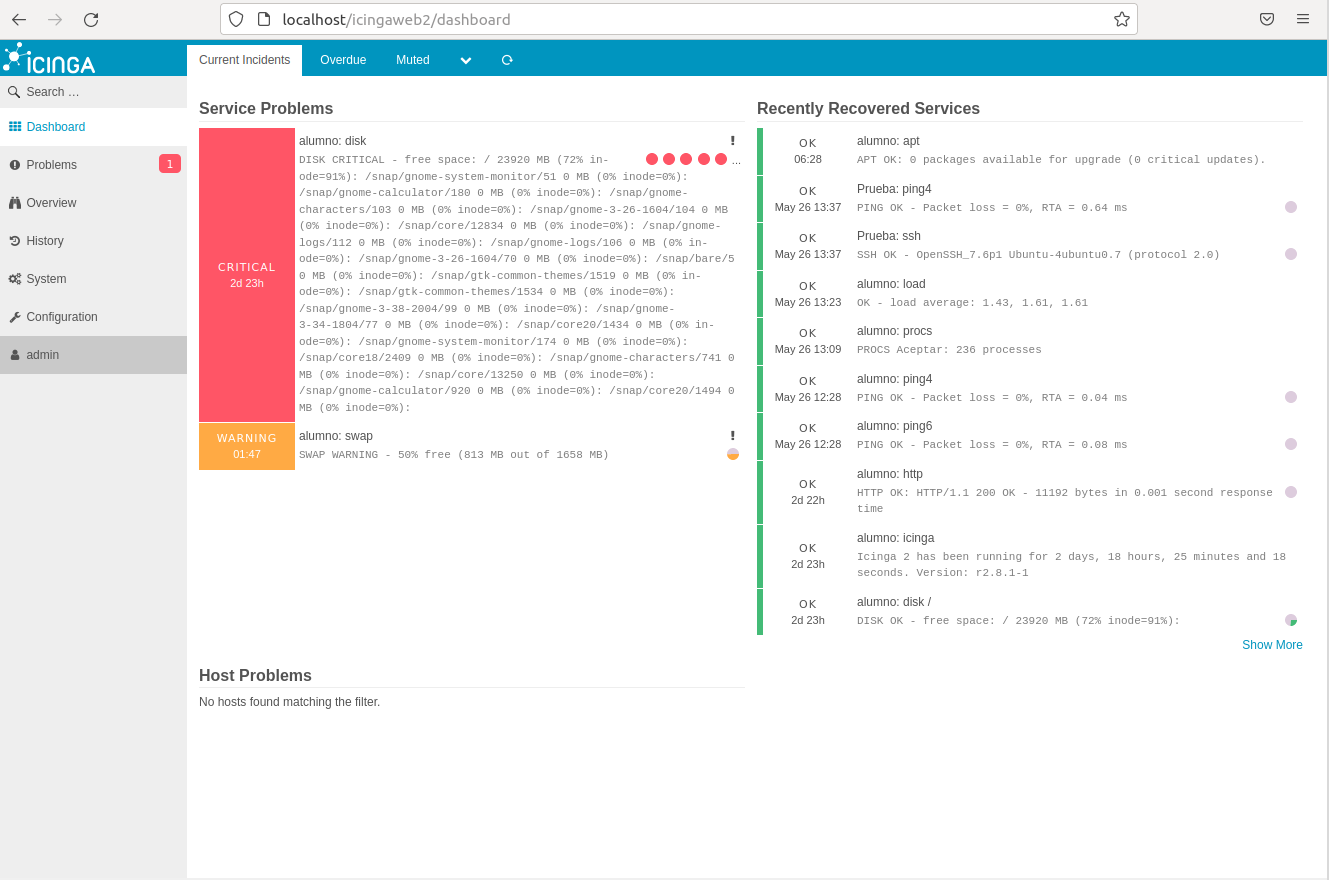 localhost/icingaweb2/dashboard
iCINGA
Current Incidents
Overdue
Muted
Search …
Dashboard
Problems
1
Overview
History
System
Configuration
admin
Service Problems
CRITICAL
2d 23h
alumno: disk
!
DISK CRITICAL - free space: / 23920 MB (72% in-
...
ode=91%): /snap/gnome-system-monitor/51 0 MB (0% inode=0%):
/snap/gnome-calculator/180 0 MB (0% inode=0%): /snap/gnome-
characters/103 0 MB (0% inode=0%): /snap/gnome-3-26-1604/104 0 MB
(0% inode=0%): /snap/core/12834 0 MB (0% inode=0%): /snap/gnome-
logs/112 0 MB (0% inode=0%): /snap/gnome-logs/106 0 MB (0% in-
ode=0%): /snap/gnome-3-26-1604/70 0 MB (0% inode=0%): /snap/bare/5
0 MB (0% inode=0%): /snap/gtk-common-themes/1519 0 MB (0% in-
ode=0%): /snap/gtk-common-themes/1534 0 MB (0% inode=0%):
/snap/gnome-3-38-2004/99 0 MB (0% inode=0%): /snap/gnome-
3-34-1804/77 0 MB (0% inode=0%): /snap/core20/1434 0 MB (0% in-
ode=0%): /snap/gnome-system-monitor/174 0 MB (0% inode=0%):
/snap/core18/2409 0 MB (0% inode=0%): /snap/gnome-characters/741 0
MB (0% inode=0%): /snap/core/13250 0 MB (0% inode=0%):
/snap/gnome-calculator/920 0 MB (0% inode=0%): /snap/core20/1494 0
MB (0% inode=0%):
WARNING
01:47
alumno: swap
!
SWAP WARNING - 50% free (813 MB out of 1658 MB)
Recently Recovered Services
OK
06:28
alumno: apt
APT OK: 0 packages available for upgrade (0 critical updates).
OK
May 26 13:37
Prueba: ping4
PING OK - Packet loss = 0%, RTA = 0.64 ms
OK
May 26 13:37
Prueba: ssh
SSH OK - OpenSSH_7.6p1 Ubuntu-4ubuntu0.7 (protocol 2.0)
OK
May 26 13:23
alumno: load
OK - load average: 1.43, 1.61, 1.61
OK
May 26 13:09
alumno: procs
PROCS Aceptar: 236 processes
OK
May 26 12:28
alumno: ping4
PING OK - Packet loss = 0%, RTA = 0.04 ms
OK
May 26 12:28
alumno: ping6
PING OK - Packet loss = 0%, RTA = 0.08 ms
OK
2d 22h
alumno: http
HTTP OK: HTTP/1.1 200 OK - 11192 bytes in 0.001 second response
time
OK
2d 23h
alumno: icinga
Icinga 2 has been running for 2 days, 18 hours, 25 minutes and 18
seconds. Version: r2.8.1-1
OK
2d 23h
alumno: disk /
DISK OK - free space: / 23920 MB (72% inode=91%):
Show More
Host Problems
No hosts found matching the filter.